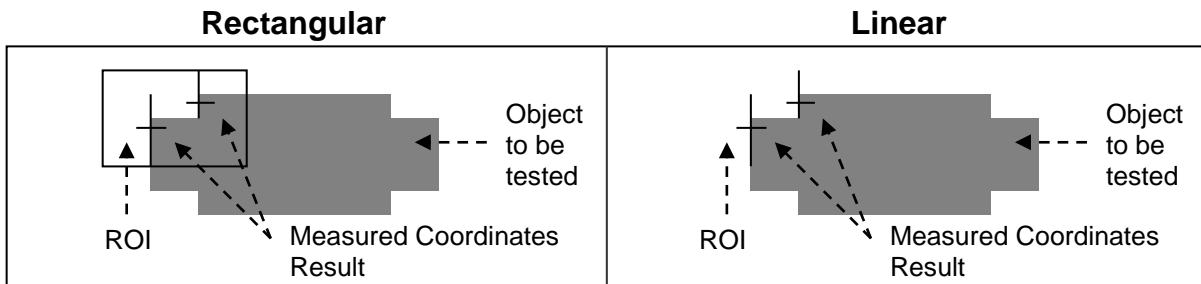 Rectangular
Linear
Object
to be
tested
ROI
Measured Coordinates
Result
Object
to be
tested
ROI
Measured Coordinates
Result